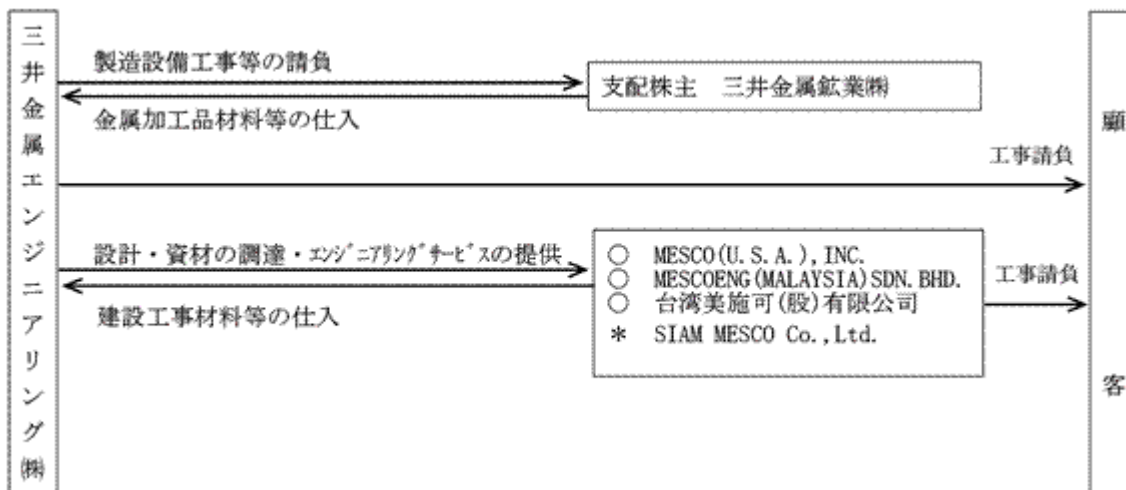 三井金属エンジニアリング㈱
製造設備工事等の請負
支配株主 三井金属鉱業㈱
金属加工品材料等の仕入
工事請負
設計・資材の調達・ｴﾝｼﾞﾆｱﾘﾝｸﾞｻｰﾋﾞｽの提供
建設工事材料等の仕入
○ MESCO(U.S.A.),INC.
○ MESCOENG(MALAYSIA)SDN.BHD.
○ 台湾美施可(股)有限公司
* SIAM MESCO Co.,Ltd.
工事請負
顧客